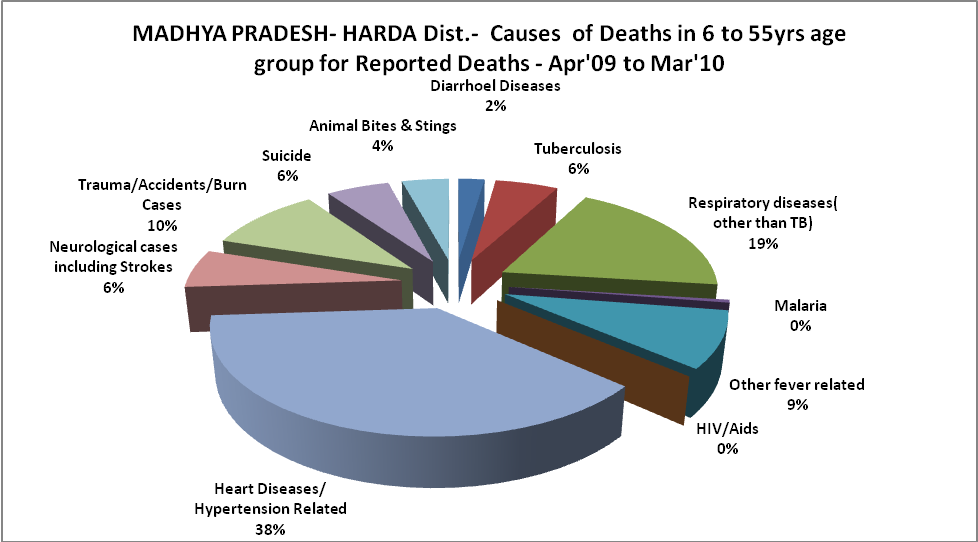 MADHYA PRADESH- HARDA Dist.-  Causes  of Deaths in 6 to 55yrs age
group for Reported Deaths - Apr'09 to Mar'10
Diarrhoel Diseases
2%
Tuberculosis
6%
Respiratory diseases(
other than TB)
19%
Malaria
0%
Other fever related
9%
HIV/Aids
0%
Heart Diseases/
Hypertension Related
38%
Neurological cases
including Strokes
6%
Trauma/Accidents/Burn
Cases
10%
Suicide
6%
Animal Bites & Stings
4%